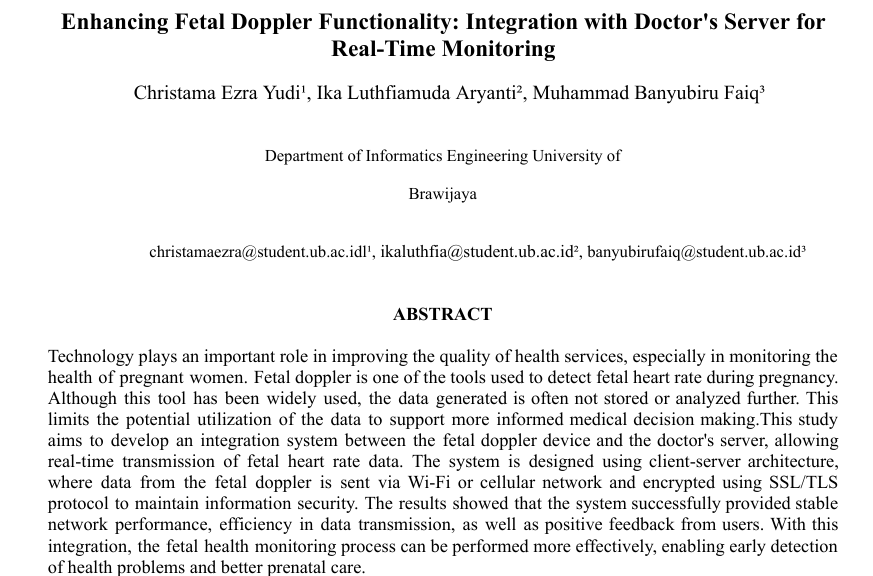 Enhancing Fetal Doppler Functionality: Integration with Doctor's Server for
Real-Time Monitoring
Christama Ezra Yudi¹, Ika Luthfiamuda Aryanti², Muhammad Banyubiru Faiq³
Department of Informatics Engineering University of
Brawijaya
christamaezra@student.ub.ac.idl¹, ikaluthfia@student.ub.ac.id², banyubirufaiq@student.ub.ac.id³
ABSTRACT
Technology plays an important role in improving the quality of health services, especially in monitoring the
health of pregnant women. Fetal doppler is one of the tools used to detect fetal heart rate during pregnancy.
Although this tool has been widely used, the data generated is often not stored or analyzed further. This
limits the potential utilization of the data to support more informed medical decision making.This study
aims to develop an integration system between the fetal doppler device and the doctor's server, allowing
real-time transmission of fetal heart rate data. The system is designed using client-server architecture,
where data from the fetal doppler is sent via Wi-Fi or cellular network and encrypted using SSL/TLS
protocol to maintain information security. The results showed that the system successfully provided stable
network performance, efficiency in data transmission, as well as positive feedback from users. With this
integration, the fetal health monitoring process can be performed more effectively, enabling early detection
of health problems and better prenatal care.